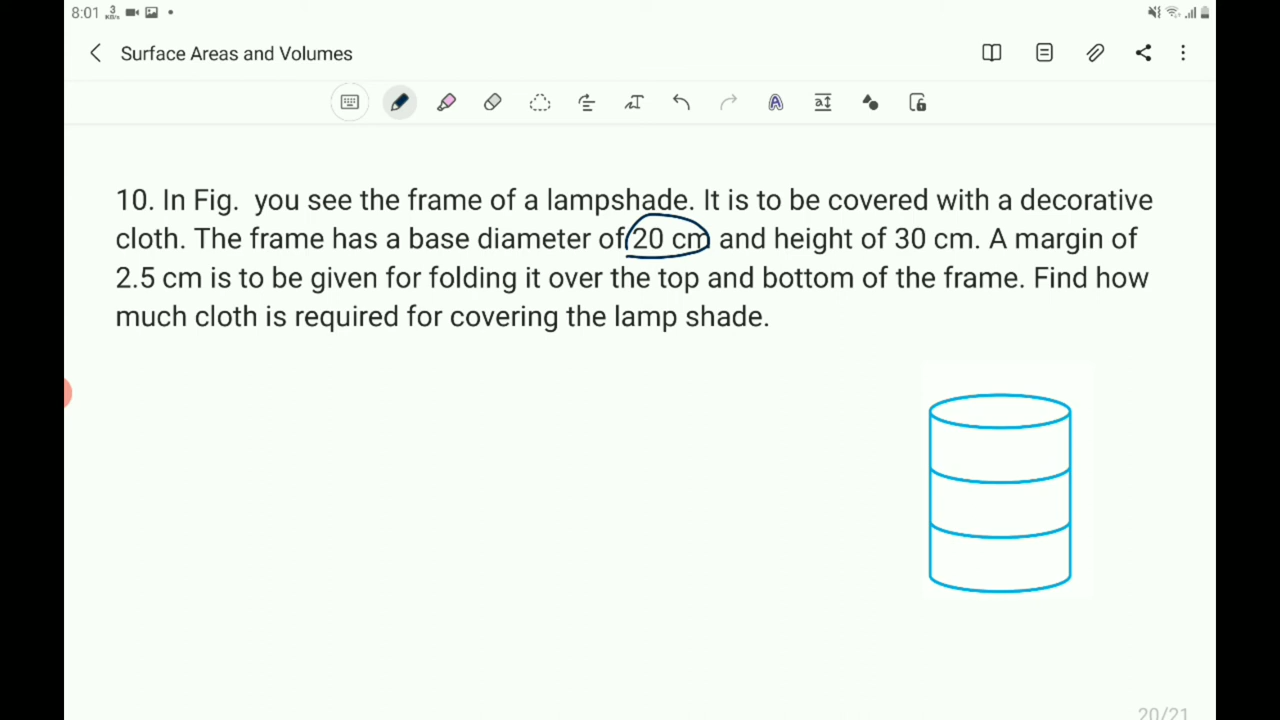 8:01 3 KB/s
Surface Areas and Volumes
10. In Fig. you see the frame of a lampshade. It is to be covered with a decorative
cloth. The frame has a base diameter of 20 cm and height of 30 cm. A margin of
2.5 cm is to be given for folding it over the top and bottom of the frame. Find how
much cloth is required for covering the lamp shade.
20/21